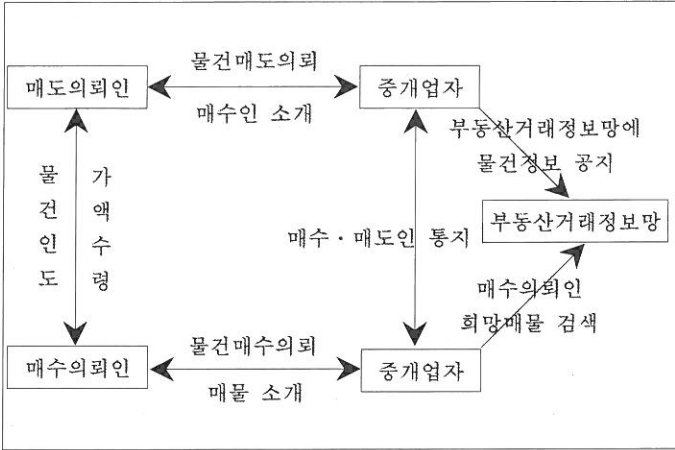 물건매도의뢰
매도의뢰인
중개업자
매수인 소개
부동산거래정보망에
물건정보 공지
물건인도
가액수령
매수·매도인 통지
부동산거래정보망
매수의뢰인
희망매물 검색
물건매수의뢰
매수의뢰인
중개업자
매물 소개